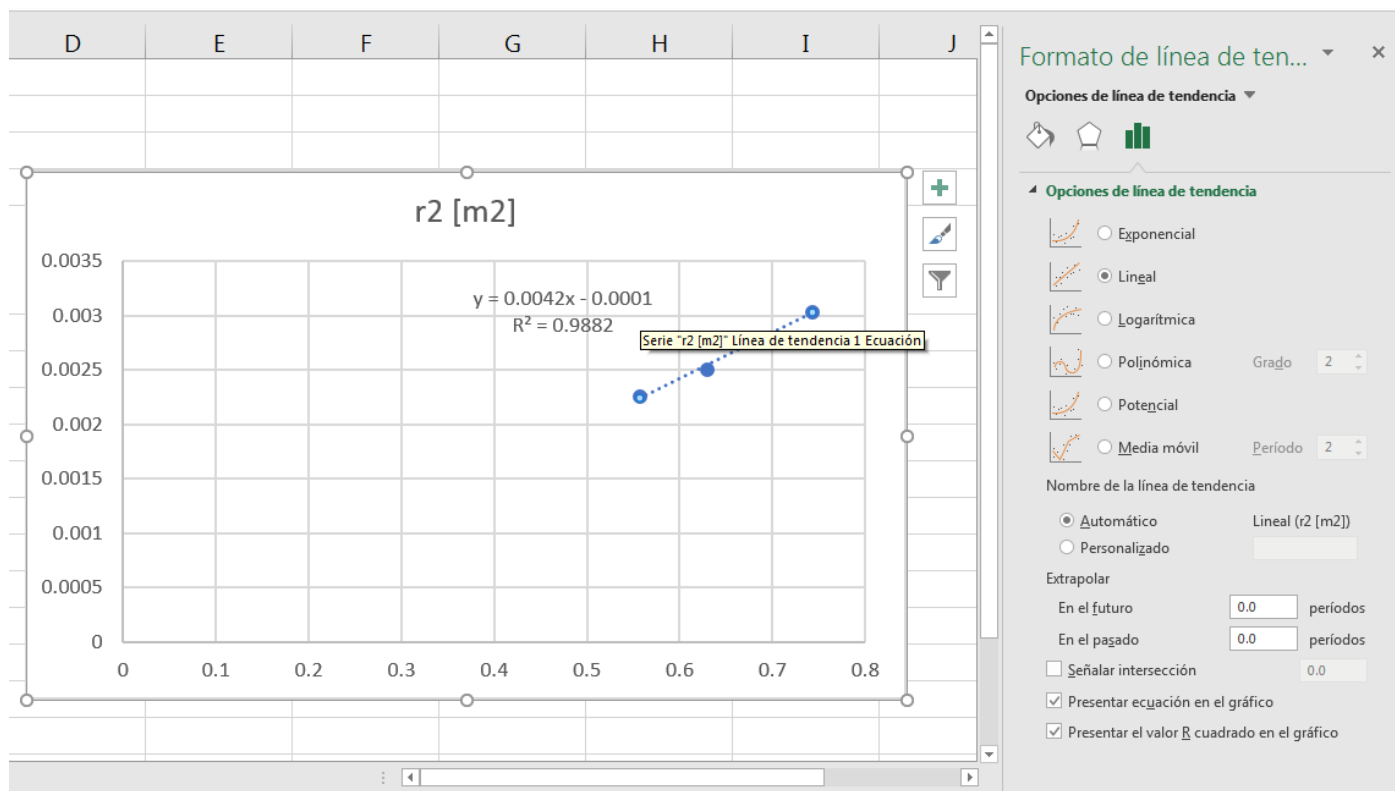 D E F G H I J
r2 [m2]
0.0035
0.003
0.0025
0.002
0.0015
0.001
0.0005
0
0 0.1 0.2 0.3 0.4 0.5 0.6 0.7 0.8
y = 0.0042x - 0.0001
R² = 0.9882
Serie "r2 [m2]" Línea de tendencia 1 Ecuación
Formato de línea de ten...
Opciones de línea de tendencia
Opciones de línea de tendencia
Exponencial
Lineal
Logarítmica
Polinómica Grado 2
Potencial
Media móvil Período 2
Nombre de la línea de tendencia
Automático Lineal (r2 [m2])
Personalizado
Extrapolar
En el futuro 0.0 períodos
En el pasado 0.0 períodos
Señalar intersección 0.0
Presentar ecuación en el gráfico
Presentar el valor R cuadrado en el gráfico